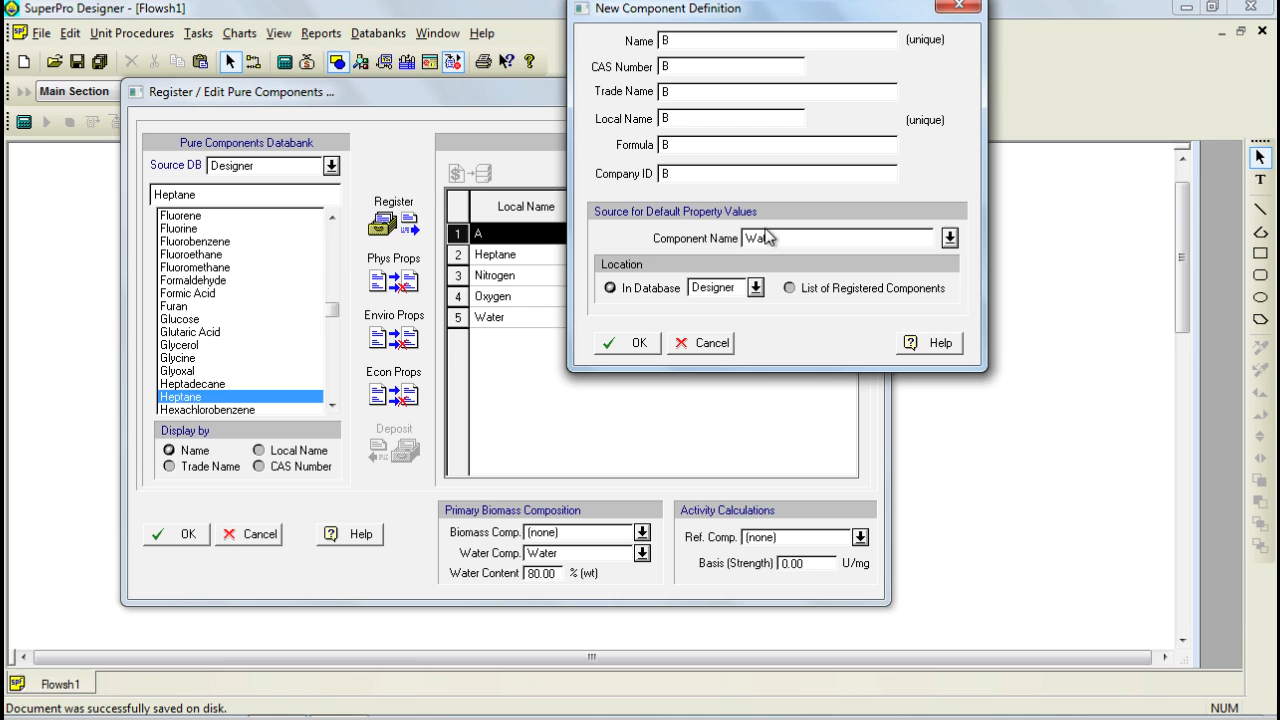 SuperPro Designer - [Flowsh1]
File Edit Unit Procedures Tasks Charts View Reports Databanks Window Help
Main Section
Register / Edit Pure Components ...
Pure Components Databank
Source DB Designer
Heptane
Fluorene
Fluorine
Fluorobenzene
Fluoroethane
Fluoromethane
Formaldehyde
Formic Acid
Furan
Glucose
Glutaric Acid
Glycerol
Glycine
Glyoxal
Heptadecane
Heptane
Hexachlorobenzene
Display by
Name Local Name
Trade Name CAS Number
OK Cancel Help
Register
Phys Props
Enviro Props
Econ Props
Deposit
Local Name
1 A
2 Heptane
3 Nitrogen
4 Oxygen
5 Water
Primary Biomass Composition
Biomass Comp. (none)
Water Comp. Water
Water Content 80.00 % (wt)
Activity Calculations
Ref. Comp. (none)
Basis (Strength) 0.00 U/mg
New Component Definition
Name B (unique)
CAS Number B
Trade Name B
Local Name B (unique)
Formula B
Company ID B
Source for Default Property Values
Component Name
Location
In Database Designer List of Registered Components
OK Cancel Help
T
Flowsh1
Document was successfully saved on disk. NUM